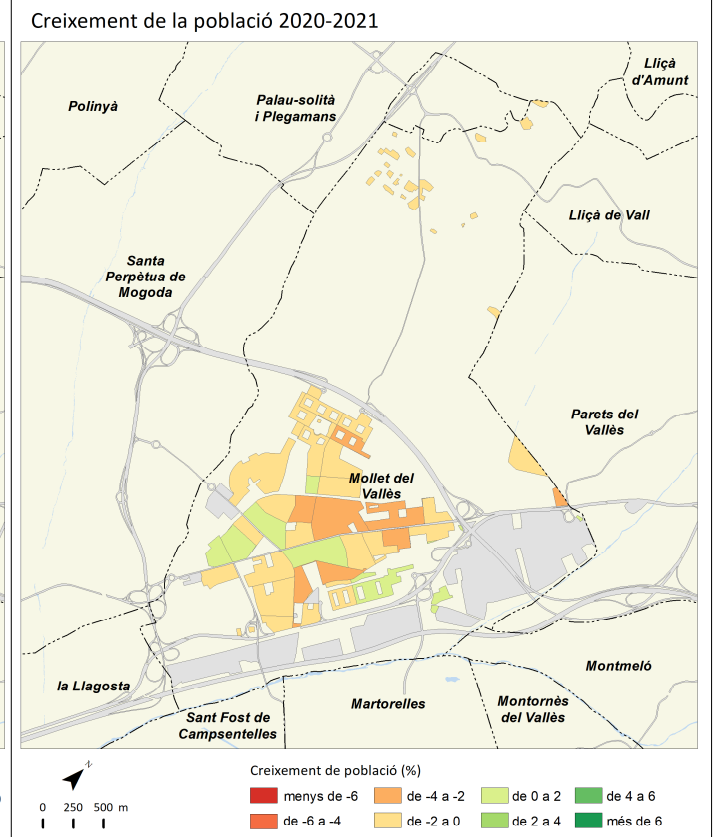 Creixement de la població 2020-2021
Lliçà
d'Amunt
Polinyà
Palau-solità
i Plegamans
Lliçà de Vall
Santa
Perpètua de
Mogoda
Parets del
Vallès
Mollet del
Vallès
Montmeló
la Llagosta
Martorelles
Montornès
del Vallès
Sant Fost de
Campsentelles
N
0 250 500 m
Creixement de població (%)
menys de -6
de -4 a -2
de 0 a 2
de 4 a 6
de -6 a -4
de -2 a 0
de 2 a 4
més de 6